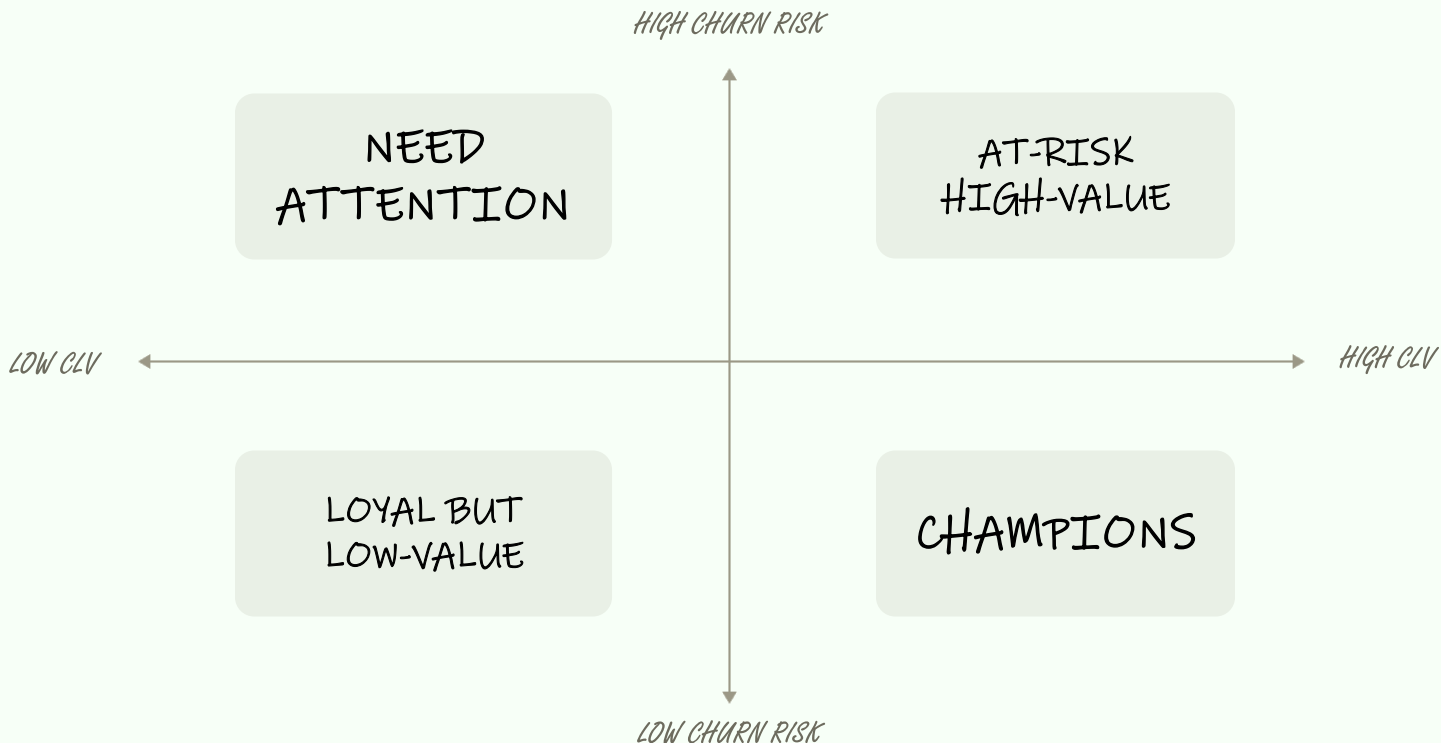 HIGH CHURN RISK
NEED
ATTENTION
AT-RISK
HIGH-VALUE
LOW CLV
HIGH CLV
LOYAL BUT
LOW-VALUE
CHAMPIONS
LOW CHURN RISK